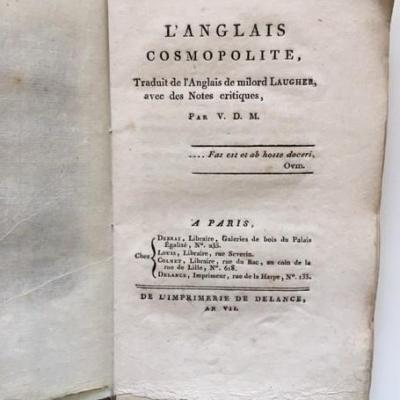 L'ANGLAIS
COSMOPOLITE,
Traduit de l'Anglais de milord LAUGHER,
avec des Notes critiques,
PAR V. D. M.
.... Fas est et ab hoste doceri,
OVID.
A PARIS,
DEBRAY, Libraire, Galeries de bois du Palais
Égalité, N°. 235.
Chez
LOUIS, Libraire, rue Severin.
COLNET, Libraire, rue du Bac, au coin de la
rue de Lille, N°. 618.
DELANCE, Imprimeur, rue de la Harpe, N°. 133.
DE L'IMPRIMERIE DE DELANCE,
AN VII.